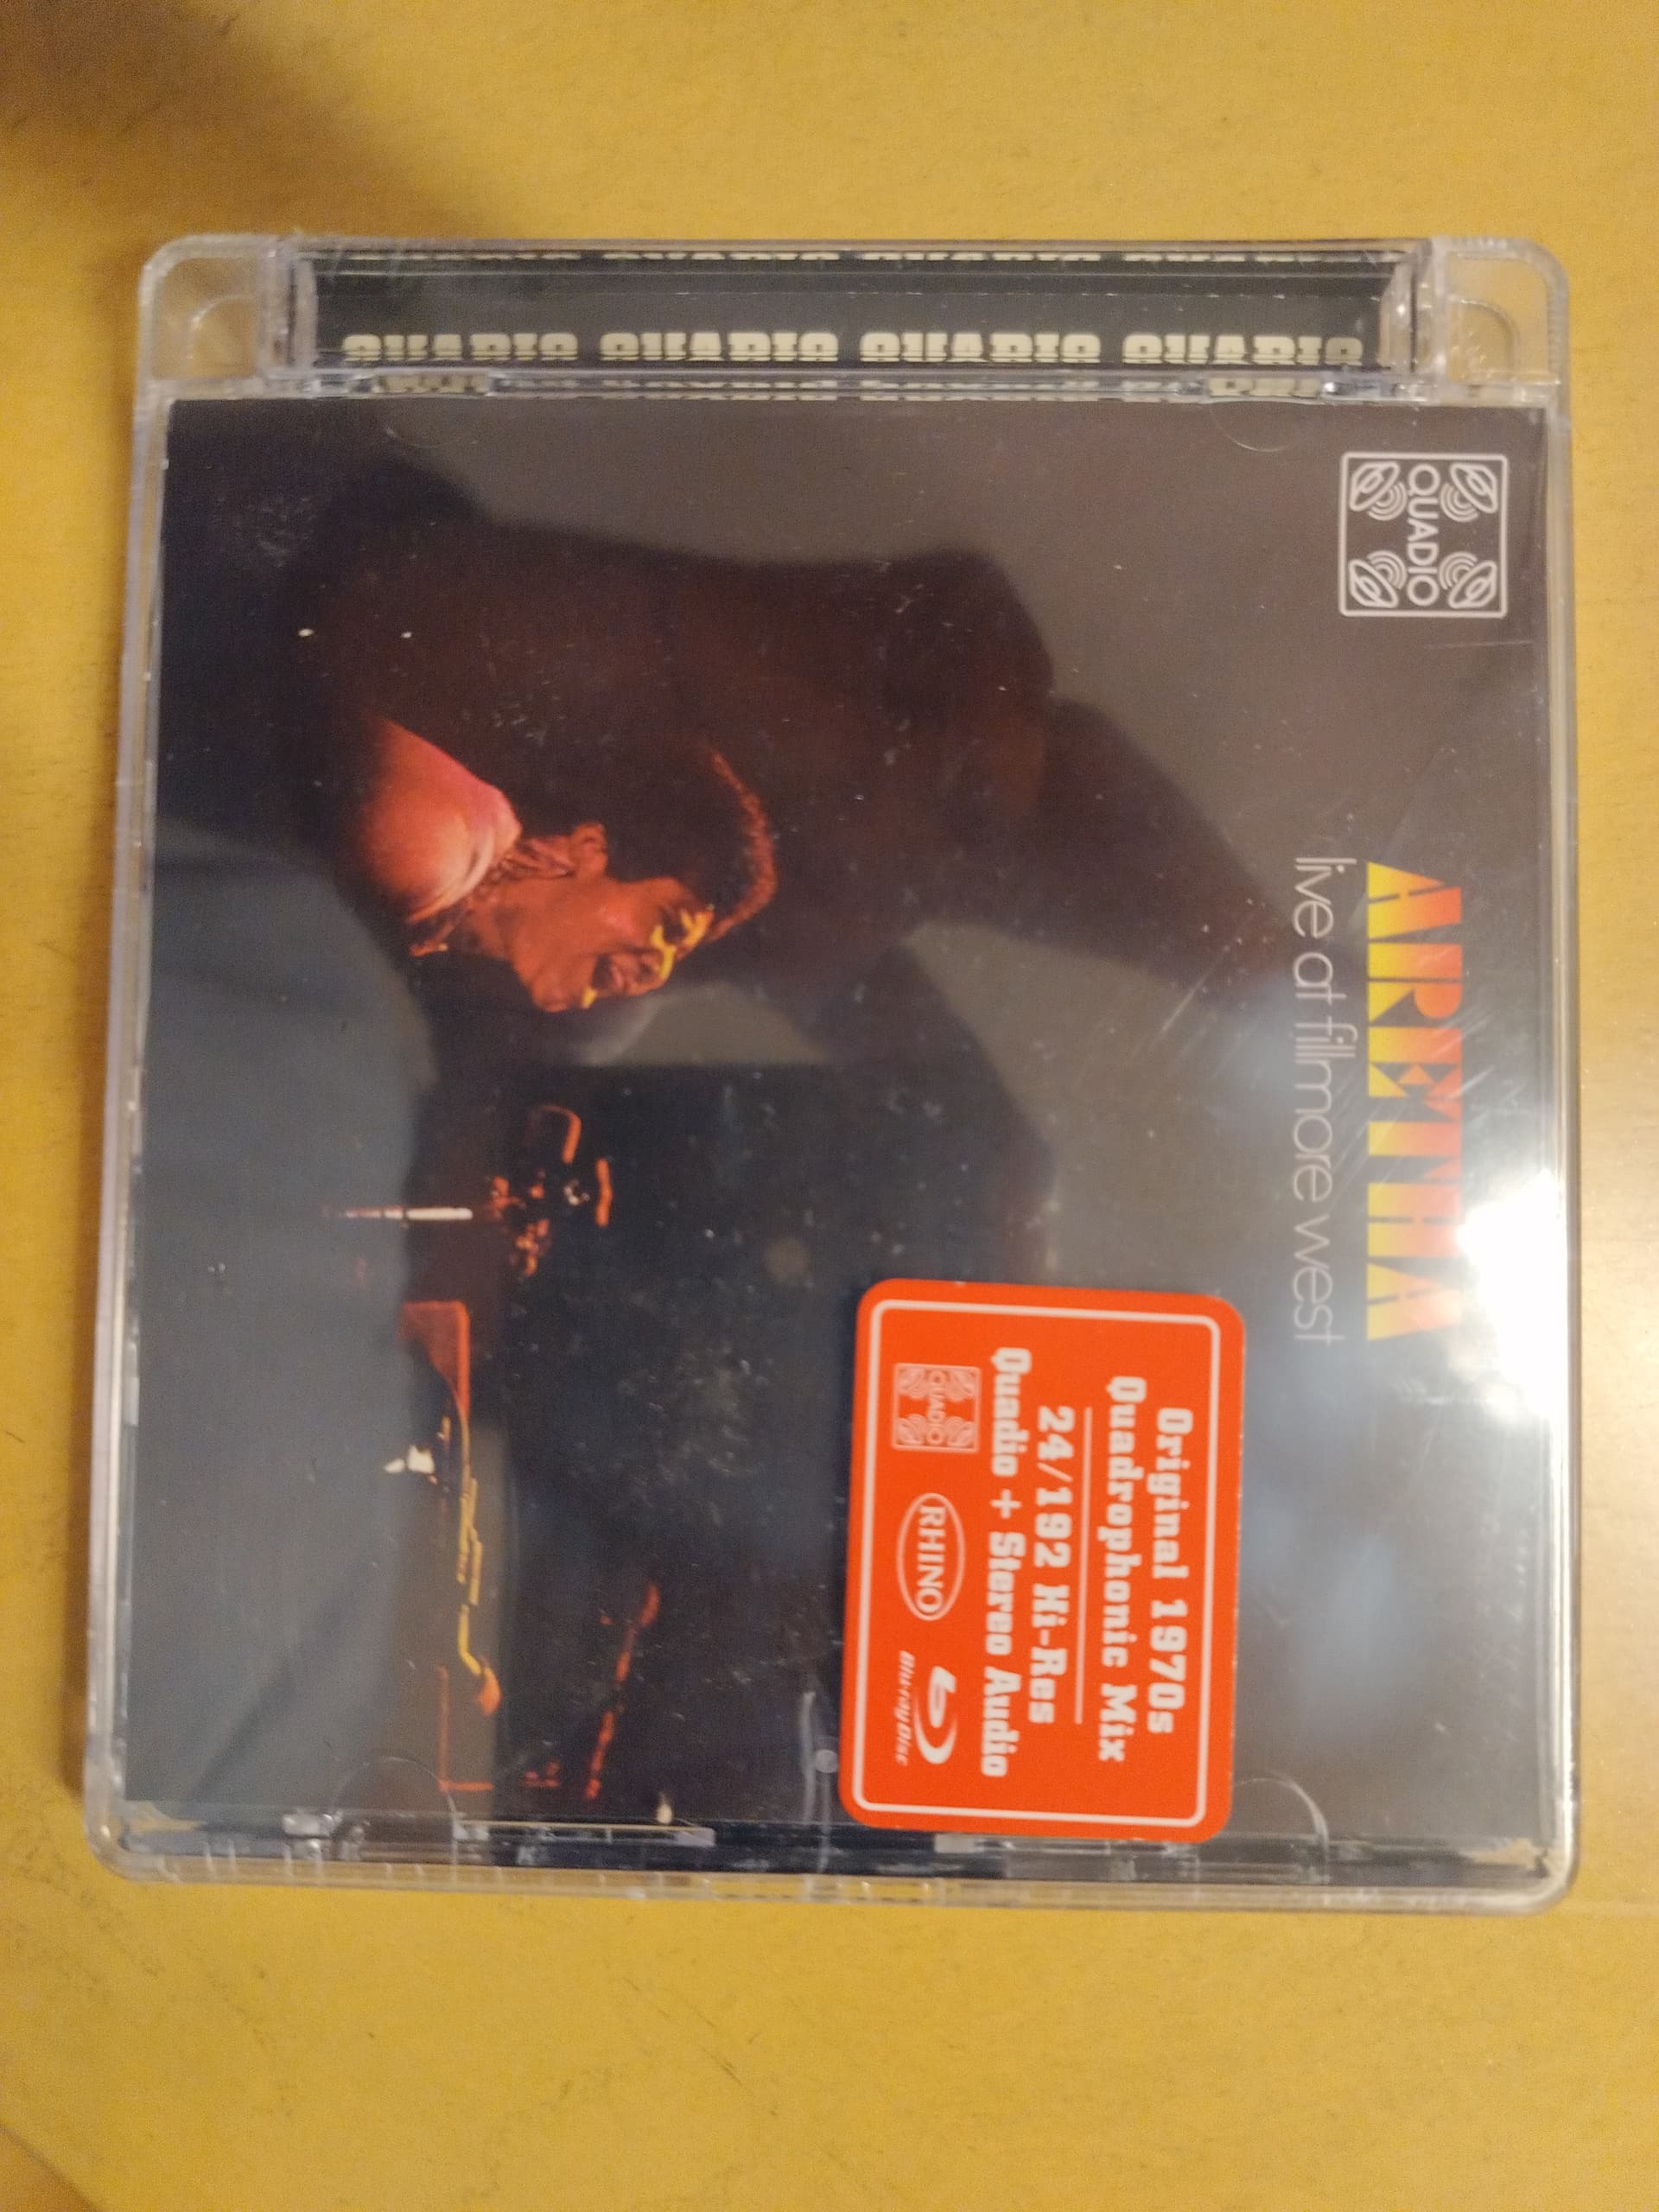 QUADIO QUADIO QUADIO QUADIO
QUADIO
ARETHA
live at fillmore west
Original 1970s
Quadrophonic Mix
24/192 Hi-Res
Quadio + Stereo Audio
QUADIO
RHINO
Blu-ray Disc